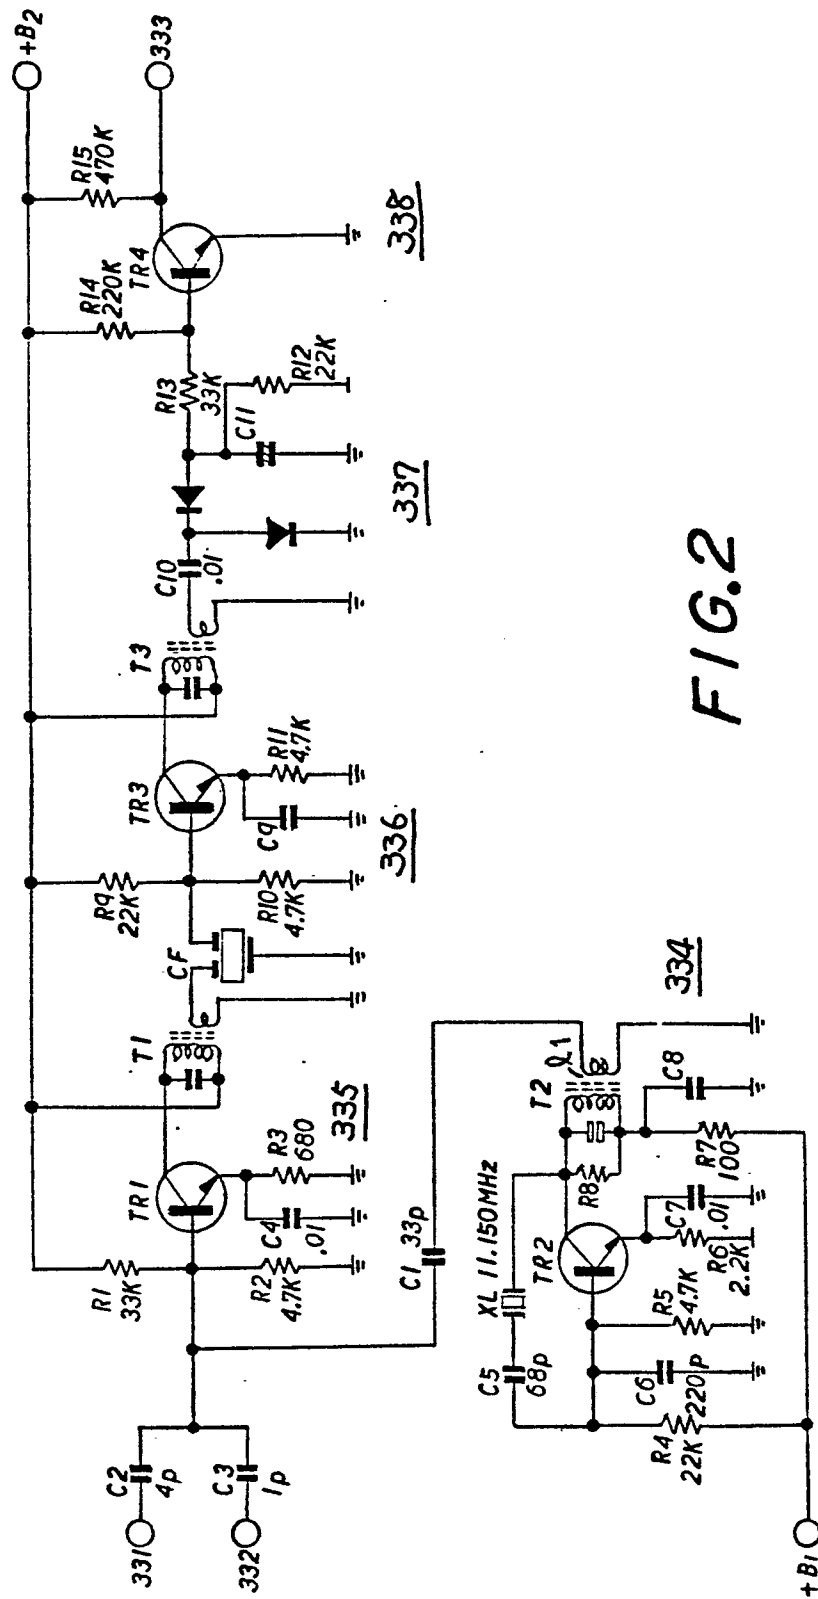 +B2
333
R15
470K
R14
220K
TR4
338
R13
33K
R12
22K
C11
337
C10
.01
T3
TR3
R11
4.7K
C9
336
R9
22K
R10
4.7K
CF
T1
335
TR1
R3
680
C4
.01
R1
33K
R2
4.7K
C2
4p
331
C3
1p
332
C1 33p
334
T2
l1
C8
XL 11.150MHz
R8
R7
100
TR2
C7
.01
R6
2.2K
R5
4.7K
C5
68p
C6
220P
R4
22K
+B1
FIG.2